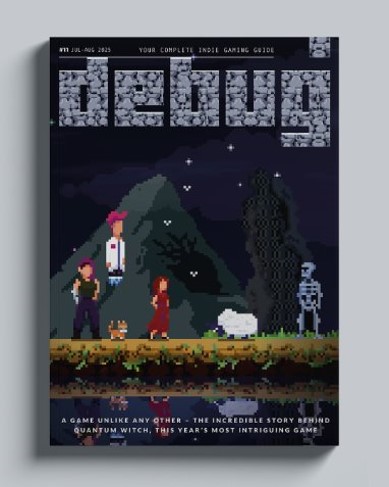 #11 JUL-AUG 2025 YOUR COMPLETE INDIE GAMING GUIDE
debug
A GAME UNLIKE ANY OTHER – THE INCREDIBLE STORY BEHIND
QUANTUM WITCH, THIS YEAR'S MOST INTRIGUING GAME